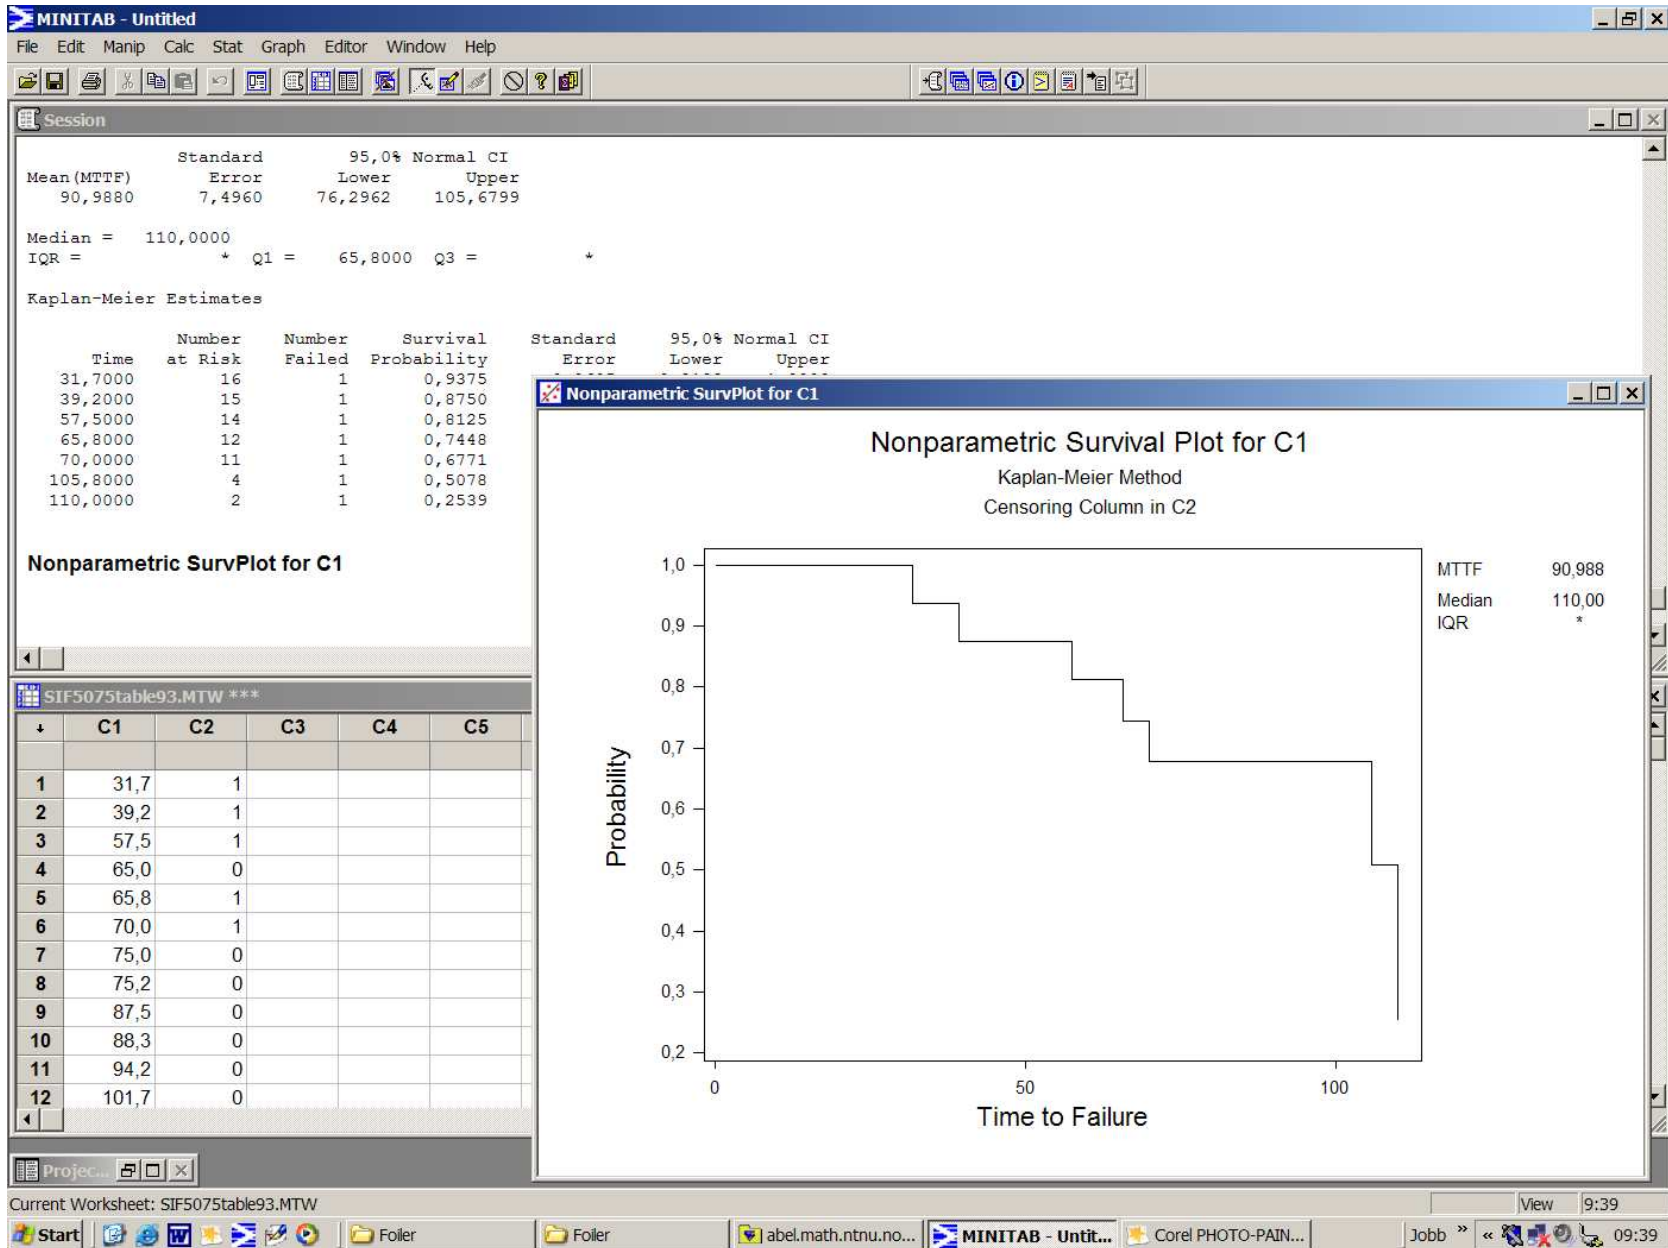 MINITAB - Untitled
File Edit Manip Calc Stat Graph Editor Window Help
Session
Standard 95,0% Normal CI
Mean(MTTF) Error Lower Upper
90,9880 7,4960 76,2962 105,6799
Median = 110,0000
IQR = * Q1 = 65,8000 Q3 = *
Kaplan-Meier Estimates
Number Number Survival Standard 95,0% Normal CI
Time at Risk Failed Probability Error Lower Upper
31,7000 16 1 0,9375
39,2000 15 1 0,8750
57,5000 14 1 0,8125
65,8000 12 1 0,7448
70,0000 11 1 0,6771
105,8000 4 1 0,5078
110,0000 2 1 0,2539
Nonparametric SurvPlot for C1
Nonparametric SurvPlot for C1
Nonparametric Survival Plot for C1
Kaplan-Meier Method
Censoring Column in C2
1,0
0,9
0,8
0,7
0,6
0,5
0,4
0,3
0,2
Probability
0 50 100
Time to Failure
MTTF 90,988
Median 110,00
IQR *
SIF5075table93.MTW ***
C1 C2 C3 C4 C5
1 31,7 1
2 39,2 1
3 57,5 1
4 65,0 0
5 65,8 1
6 70,0 1
7 75,0 0
8 75,2 0
9 87,5 0
10 88,3 0
11 94,2 0
12 101,7 0
Projec...
Current Worksheet: SIF5075table93.MTW
View 9:39
Start Foiler Foiler abel.math.ntnu.no... MINITAB - Untit... Corel PHOTO-PAIN... Jobb » « 09:39